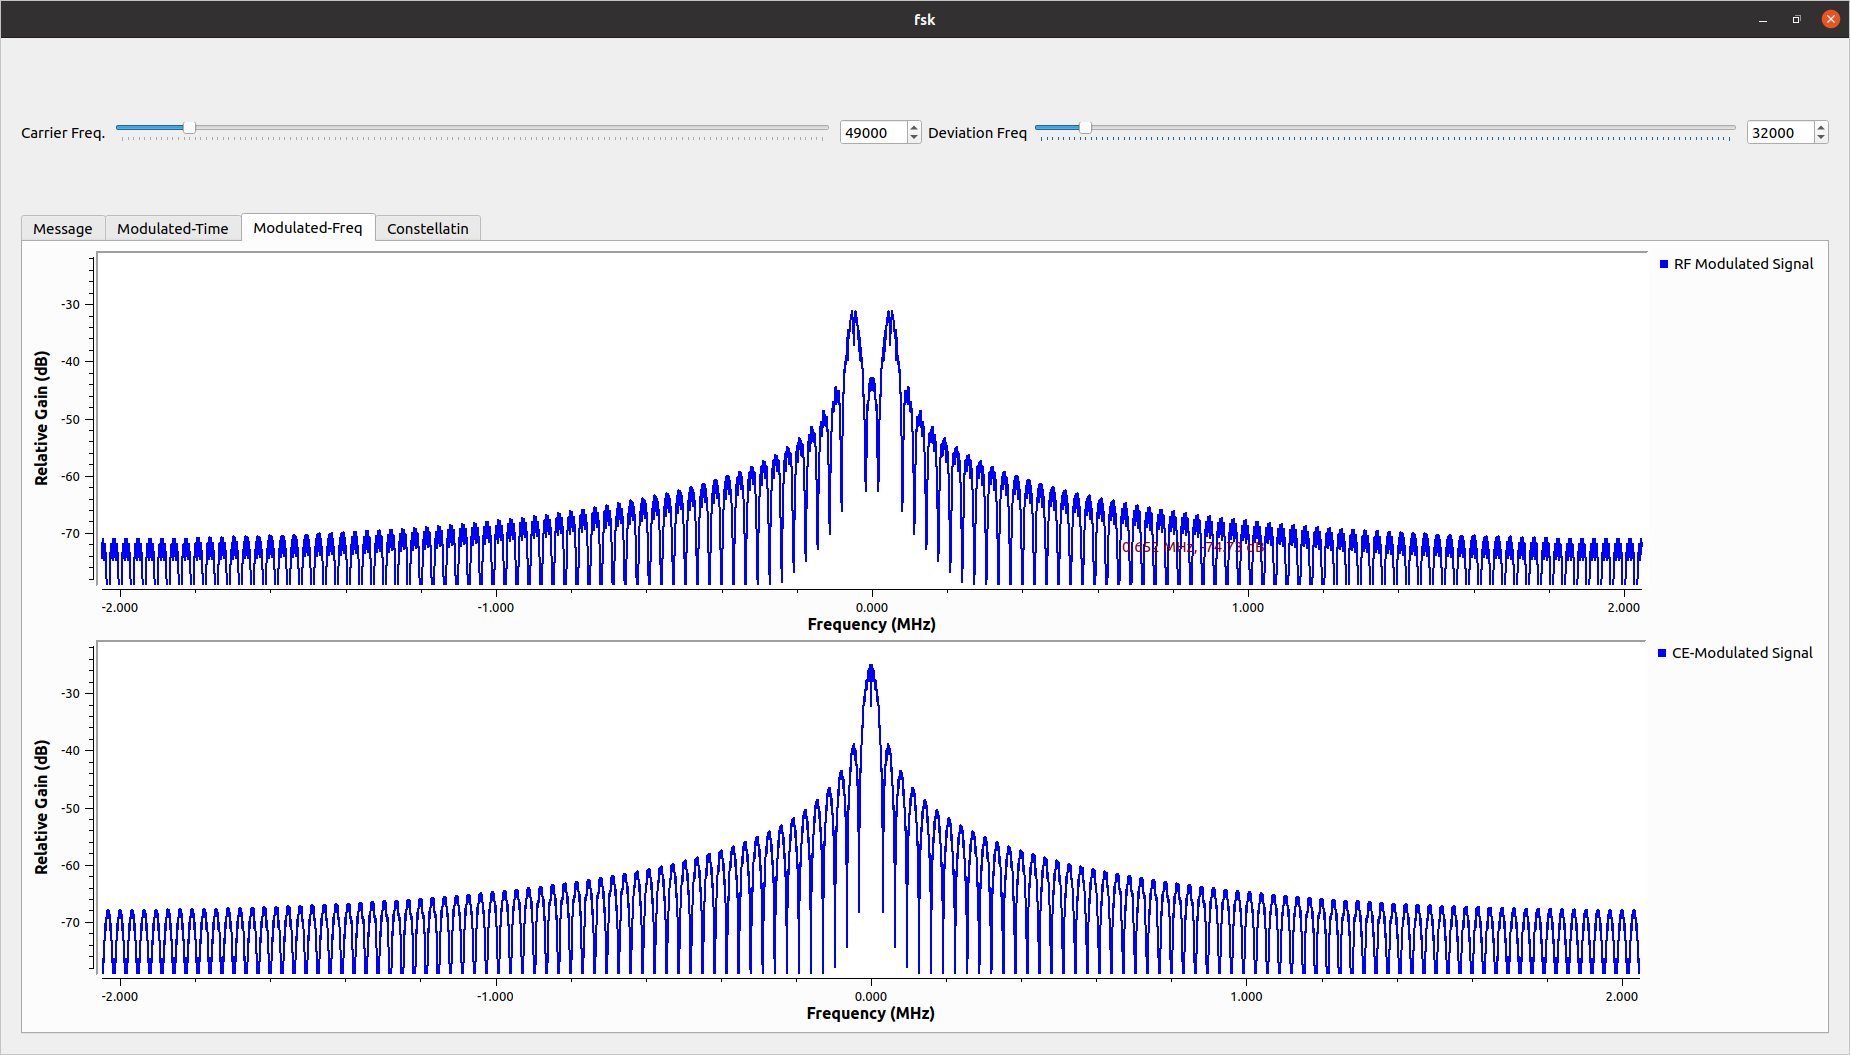 fsk
Carrier Freq. 49000 Deviation Freq 32000
Message Modulated-Time Modulated-Freq Constellatin
RF Modulated Signal
Relative Gain (dB)
-30
-40
-50
-60
-70
0.652 MHz, -74.73 dB
-2.000 -1.000 0.000 1.000 2.000
Frequency (MHz)
CE-Modulated Signal
Relative Gain (dB)
-30
-40
-50
-60
-70
-2.000 -1.000 0.000 1.000 2.000
Frequency (MHz)